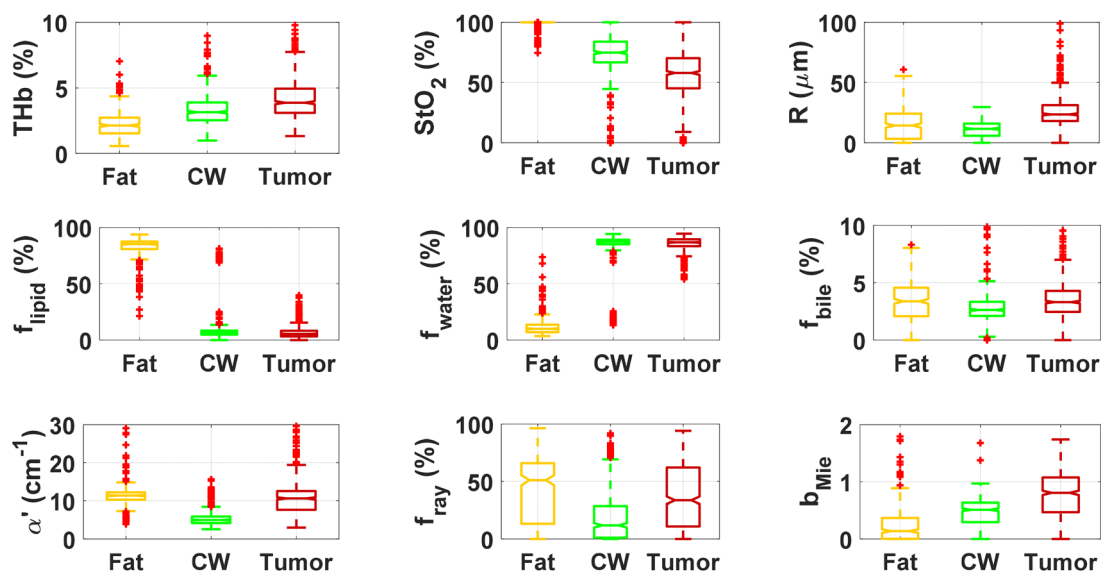 THb (%)
10
5
0
Fat CW Tumor
StO2 (%)
100
50
0
Fat CW Tumor
R (μm)
100
50
0
Fat CW Tumor
flipid (%)
100
50
0
Fat CW Tumor
fwater (%)
100
50
0
Fat CW Tumor
fbile (%)
10
5
0
Fat CW Tumor
α' (cm-1)
30
20
10
0
Fat CW Tumor
fray (%)
100
50
0
Fat CW Tumor
bMie
2
1
0
Fat CW Tumor